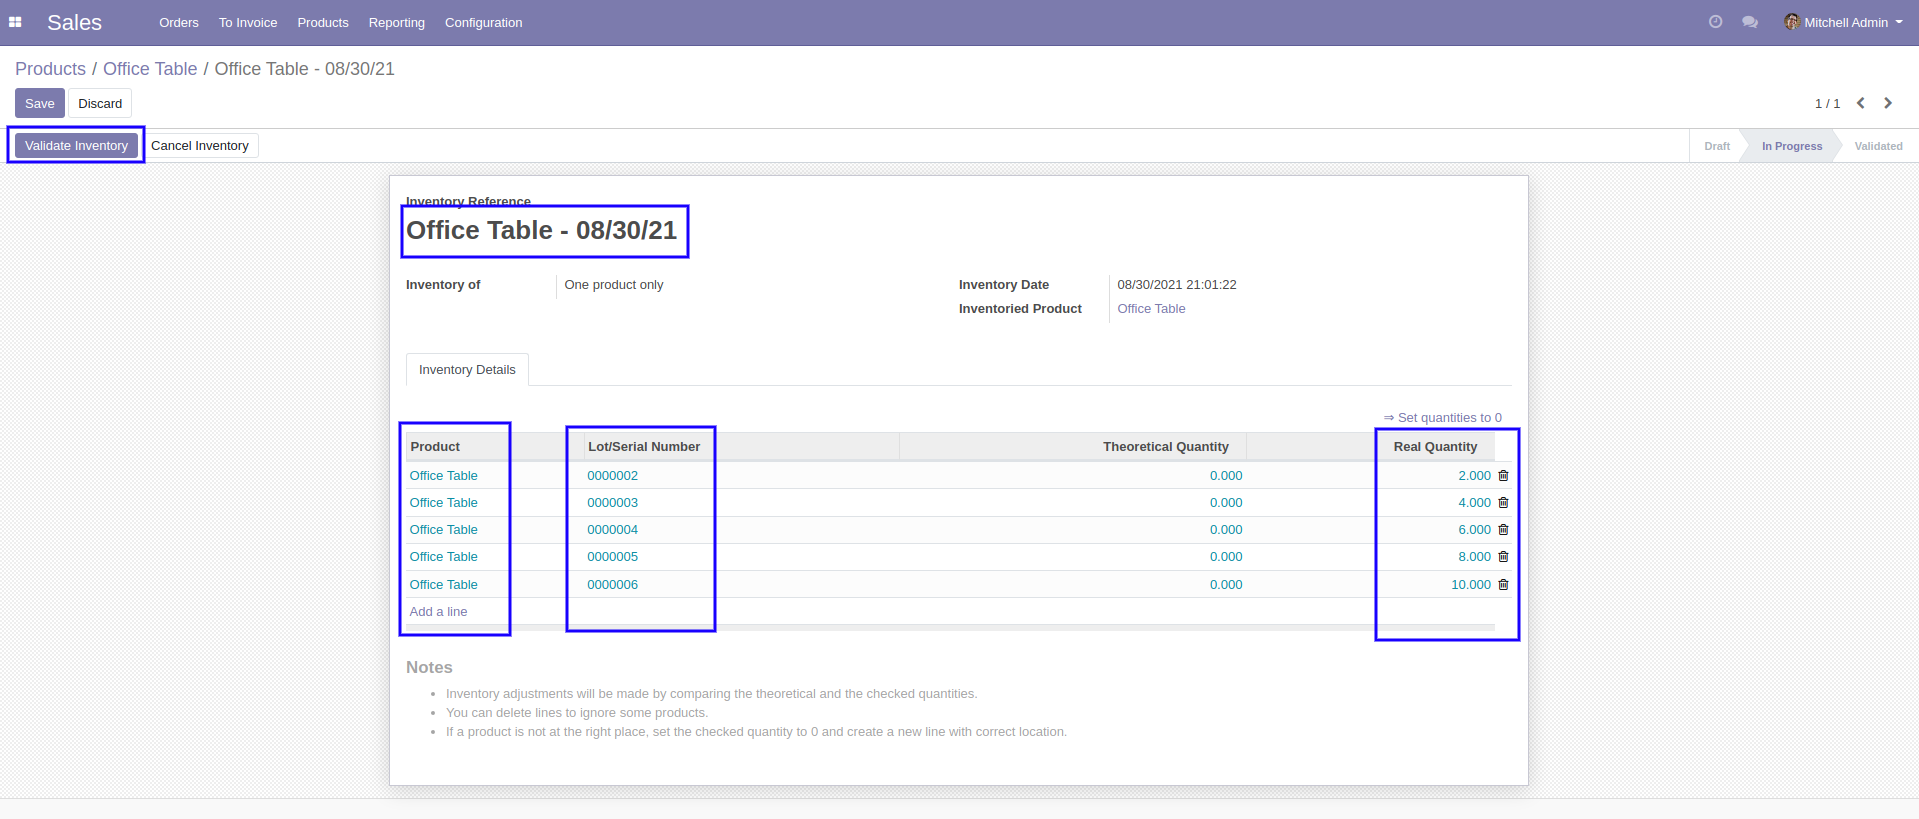 Sales Orders To Invoice Products Reporting Configuration Mitchell Admin
Products / Office Table / Office Table - 08/30/21
Save Discard 1 / 1
Validate Inventory Cancel Inventory Draft In Progress Validated
Inventory Reference
Office Table - 08/30/21
Inventory of One product only Inventory Date 08/30/2021 21:01:22
Inventoried Product Office Table
Inventory Details
⇒ Set quantities to 0
Product Lot/Serial Number Theoretical Quantity Real Quantity
Office Table 0000002 0.000 2.000
Office Table 0000003 0.000 4.000
Office Table 0000004 0.000 6.000
Office Table 0000005 0.000 8.000
Office Table 0000006 0.000 10.000
Add a line
Notes
• Inventory adjustments will be made by comparing the theoretical and the checked quantities.
• You can delete lines to ignore some products.
• If a product is not at the right place, set the checked quantity to 0 and create a new line with correct location.